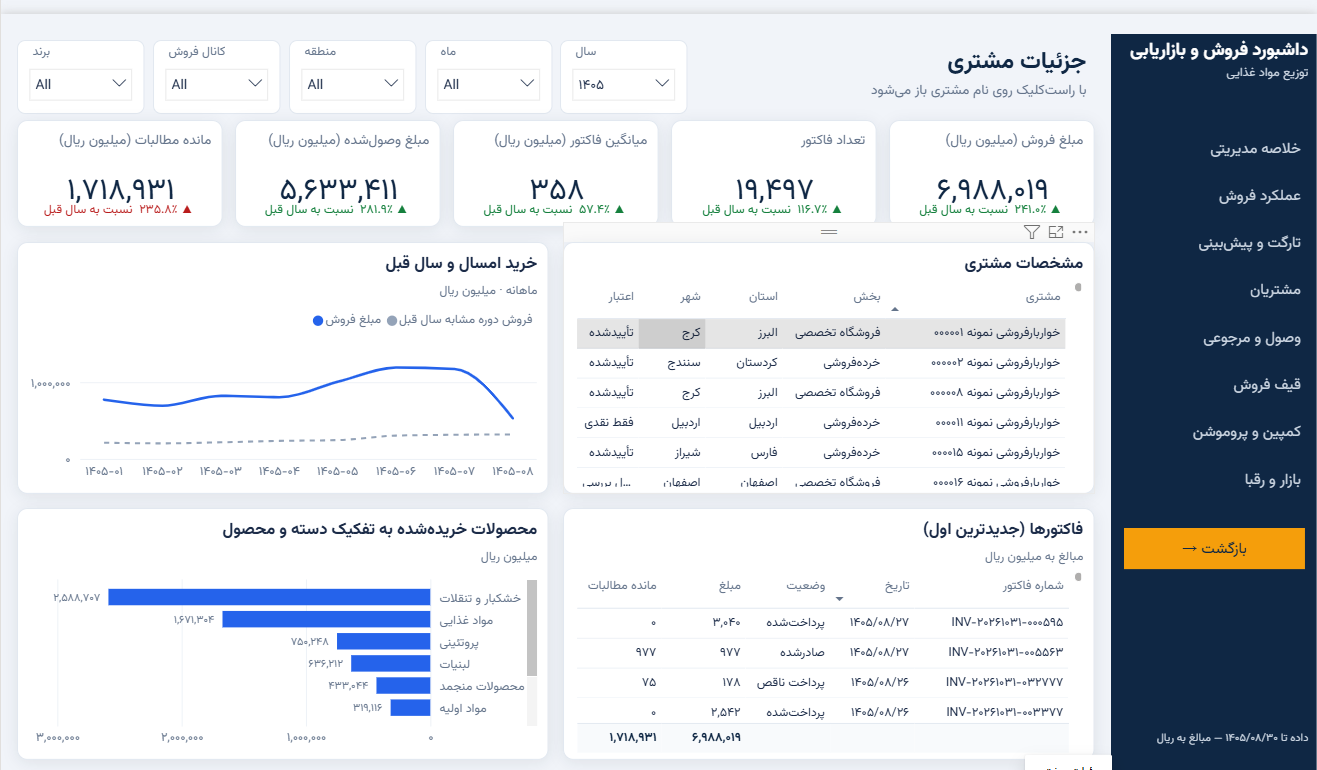 داشبورد فروش و بازاریابی
توزیع مواد غذایی
خلاصه مدیریتی
عملکرد فروش
تارگت و پیش‌بینی
مشتریان
وصول و مرجوعی
قیف فروش
کمپین و پروموشن
بازار و رقبا
بازگشت →
داده تا ۱۴۰۵/۰۸/۳۰ — مبالغ به ریال
جزئیات مشتری
با راست‌کلیک روی نام مشتری باز می‌شود
سال
۱۴۰۵
ماه
All
منطقه
All
کانال فروش
All
برند
All
مبلغ فروش (میلیون ریال)
۶,۹۸۸,۰۱۹
▲ ۲۴۱.۰٪ نسبت به سال قبل
تعداد فاکتور
۱۹,۴۹۷
▲ ۱۱۶.۷٪ نسبت به سال قبل
میانگین فاکتور (میلیون ریال)
۳۵۸
▲ ۵۷.۴٪ نسبت به سال قبل
مبلغ وصول‌شده (میلیون ریال)
۵,۶۳۳,۴۱۱
▲ ۲۸۱.۹٪ نسبت به سال قبل
مانده مطالبات (میلیون ریال)
۱,۷۱۸,۹۳۱
▲ ۲۳۵.۸٪ نسبت به سال قبل
مشخصات مشتری
مشتری بخش استان شهر اعتبار
خواربارفروشی نمونه ۰۰۰۰۰۱ فروشگاه تخصصی البرز کرج تأییدشده
خواربارفروشی نمونه ۰۰۰۰۰۲ خرده‌فروشی کردستان سنندج تأییدشده
خواربارفروشی نمونه ۰۰۰۰۰۸ فروشگاه تخصصی البرز کرج تأییدشده
خواربارفروشی نمونه ۰۰۰۰۱۱ خرده‌فروشی اردبیل اردبیل فقط نقدی
خواربارفروشی نمونه ۰۰۰۰۱۵ خرده‌فروشی فارس شیراز تأییدشده
خواربارفروشی نمونه ۰۰۰۰۱۶ فروشگاه تخصصی اصفهان اصفهان
خرید امسال و سال قبل
ماهانه · میلیون ریال
فروش دوره مشابه سال قبل مبلغ فروش
۱,۰۰۰,۰۰۰
۰
۱۴۰۵-۰۱ ۱۴۰۵-۰۲ ۱۴۰۵-۰۳ ۱۴۰۵-۰۴ ۱۴۰۵-۰۵ ۱۴۰۵-۰۶ ۱۴۰۵-۰۷ ۱۴۰۵-۰۸
فاکتورها (جدیدترین اول)
مبالغ به میلیون ریال
شماره فاکتور تاریخ وضعیت مبلغ مانده مطالبات
INV-۲۰۲۶۱۰۳۱-۰۰۰۵۹۵ ۱۴۰۵/۰۸/۲۷ پرداخت‌شده ۳,۰۴۰ ۰
INV-۲۰۲۶۱۰۳۱-۰۰۵۵۶۳ ۱۴۰۵/۰۸/۲۷ صادرشده ۹۷۷ ۹۷۷
INV-۲۰۲۶۱۰۳۱-۰۳۲۷۷۷ ۱۴۰۵/۰۸/۲۶ پرداخت ناقص ۱۷۸ ۷۵
INV-۲۰۲۶۱۰۳۱-۰۰۳۳۷۷ ۱۴۰۵/۰۸/۲۶ پرداخت‌شده ۲,۵۴۲ ۰
۶,۹۸۸,۰۱۹ ۱,۷۱۸,۹۳۱
محصولات خریده‌شده به تفکیک دسته و محصول
میلیون ریال
خشکبار و تنقلات ۲,۵۸۸,۷۰۷
مواد غذایی ۱,۶۷۱,۳۰۴
پروتئینی ۷۵۰,۲۴۸
لبنیات ۶۳۶,۲۱۲
محصولات منجمد ۴۳۳,۰۴۴
مواد اولیه ۳۱۹,۱۱۶
۳,۰۰۰,۰۰۰ ۲,۰۰۰,۰۰۰ ۱,۰۰۰,۰۰۰ ۰